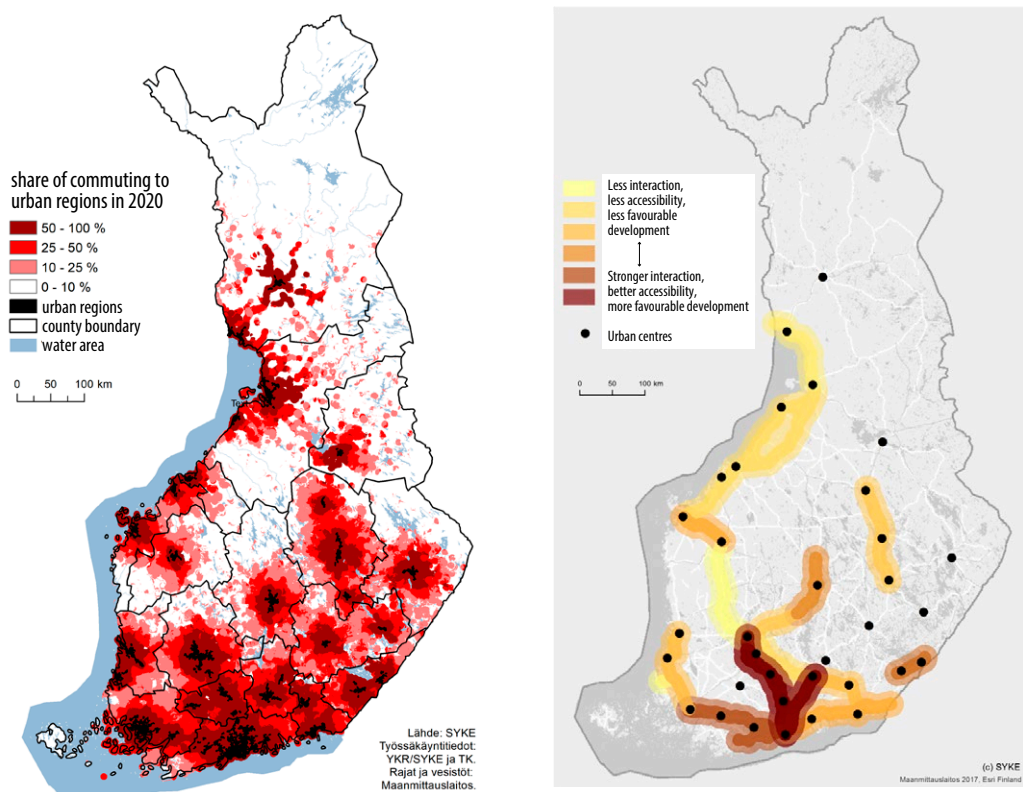 share of commuting to
urban regions in 2020
50 - 100 %
25 - 50 %
10 - 25 %
0 - 10 %
urban regions
county boundary
water area
0 50 100 km
Lähde: SYKE
Työssäkäyntitiedot:
YKR/SYKE ja TK.
Rajat ja vesistöt:
Maanmittauslaitos.
Less interaction,
less accessibility,
less favourable
development
Stronger interaction,
better accessibility,
more favourable development
Urban centres
0 50 100 km
(c) SYKE
Maanmittauslaitos 2017, Esri Finland